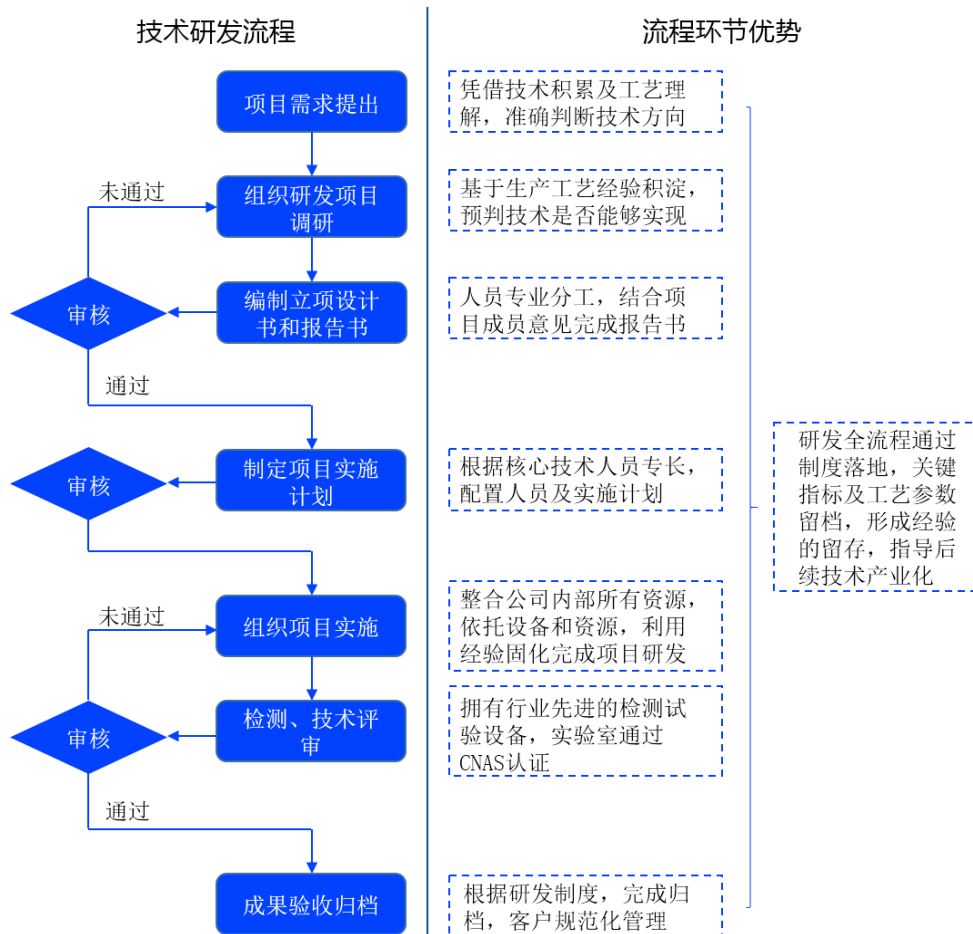 技术研发流程
流程环节优势
项目需求提出
凭借技术积累及工艺理
解，准确判断技术方向
未通过
组织研发项目
调研
基于生产工艺经验积淀，
预判技术是否能够实现
审核
编制立项设计
书和报告书
人员专业分工，结合项
目成员意见完成报告书
通过
审核
制定项目实施
计划
根据核心技术人员专长，
配置人员及实施计划
研发全流程通过
制度落地，关键
指标及工艺参数
留档，形成经验
的留存，指导后
续技术产业化
未通过
组织项目实施
整合公司内部所有资源，
依托设备和资源，利用
经验固化完成项目研发
审核
检测、技术评
审
拥有行业先进的检测试
验设备，实验室通过
CNAS认证
通过
成果验收归档
根据研发制度，完成归
档，客户规范化管理